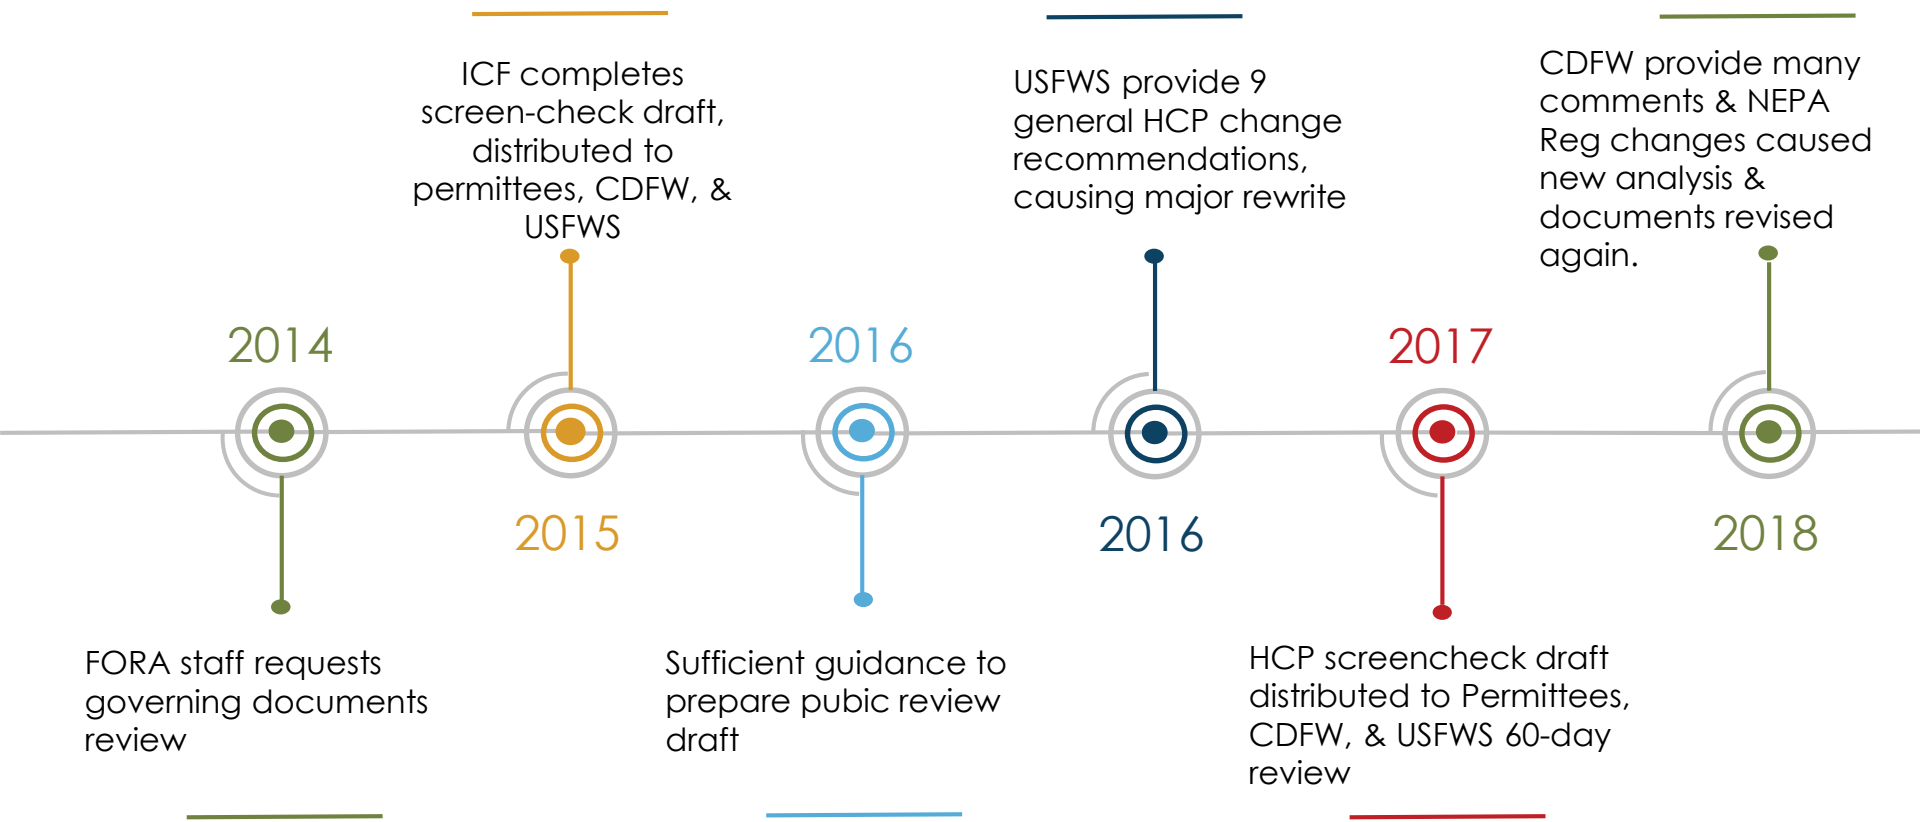 2014
FORA staff requests
governing documents
review
ICF completes
screen-check draft,
distributed to
permittees, CDFW, &
USFWS
2015
2016
Sufficient guidance to
prepare pubic review
draft
USFWS provide 9
general HCP change
recommendations,
causing major rewrite
2016
2017
HCP screencheck draft
distributed to Permittees,
CDFW, & USFWS 60-day
review
CDFW provide many
comments & NEPA
Reg changes caused
new analysis &
documents revised
again.
2018